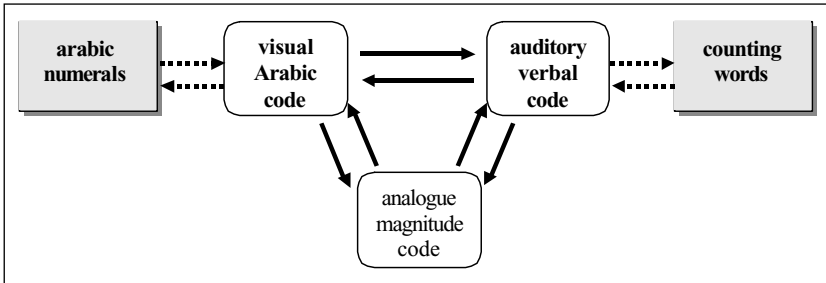 arabic
numerals
visual
Arabic
code
auditory
verbal
code
counting
words
analogue
magnitude
code